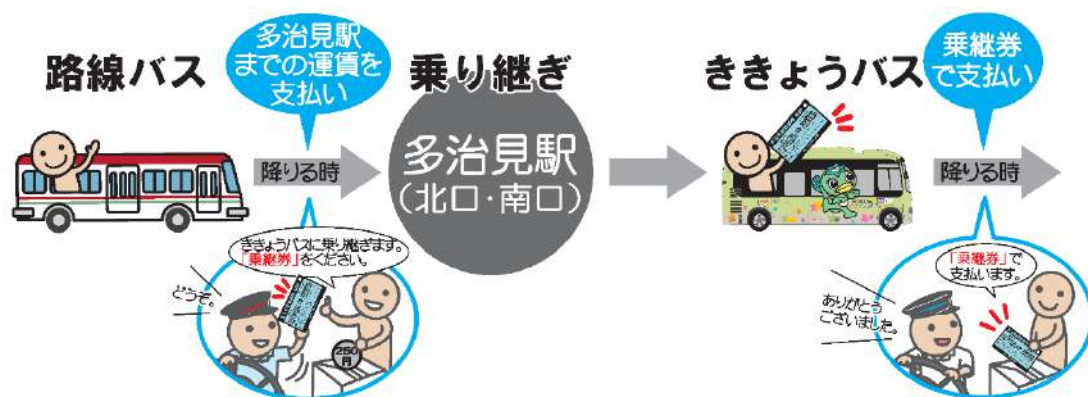 路線バス
多治見駅
までの運賃を
支払い
降りる時
ききょうバスに乗り継ぎます。
「乗継券」をください。
どうぞ。
250
円
乗り継ぎ
多治見駅
（北口・南口）
ききょうバス
乗継券
で支払い
降りる時
「乗継券」で
支払います。
ありがとう
ございました。